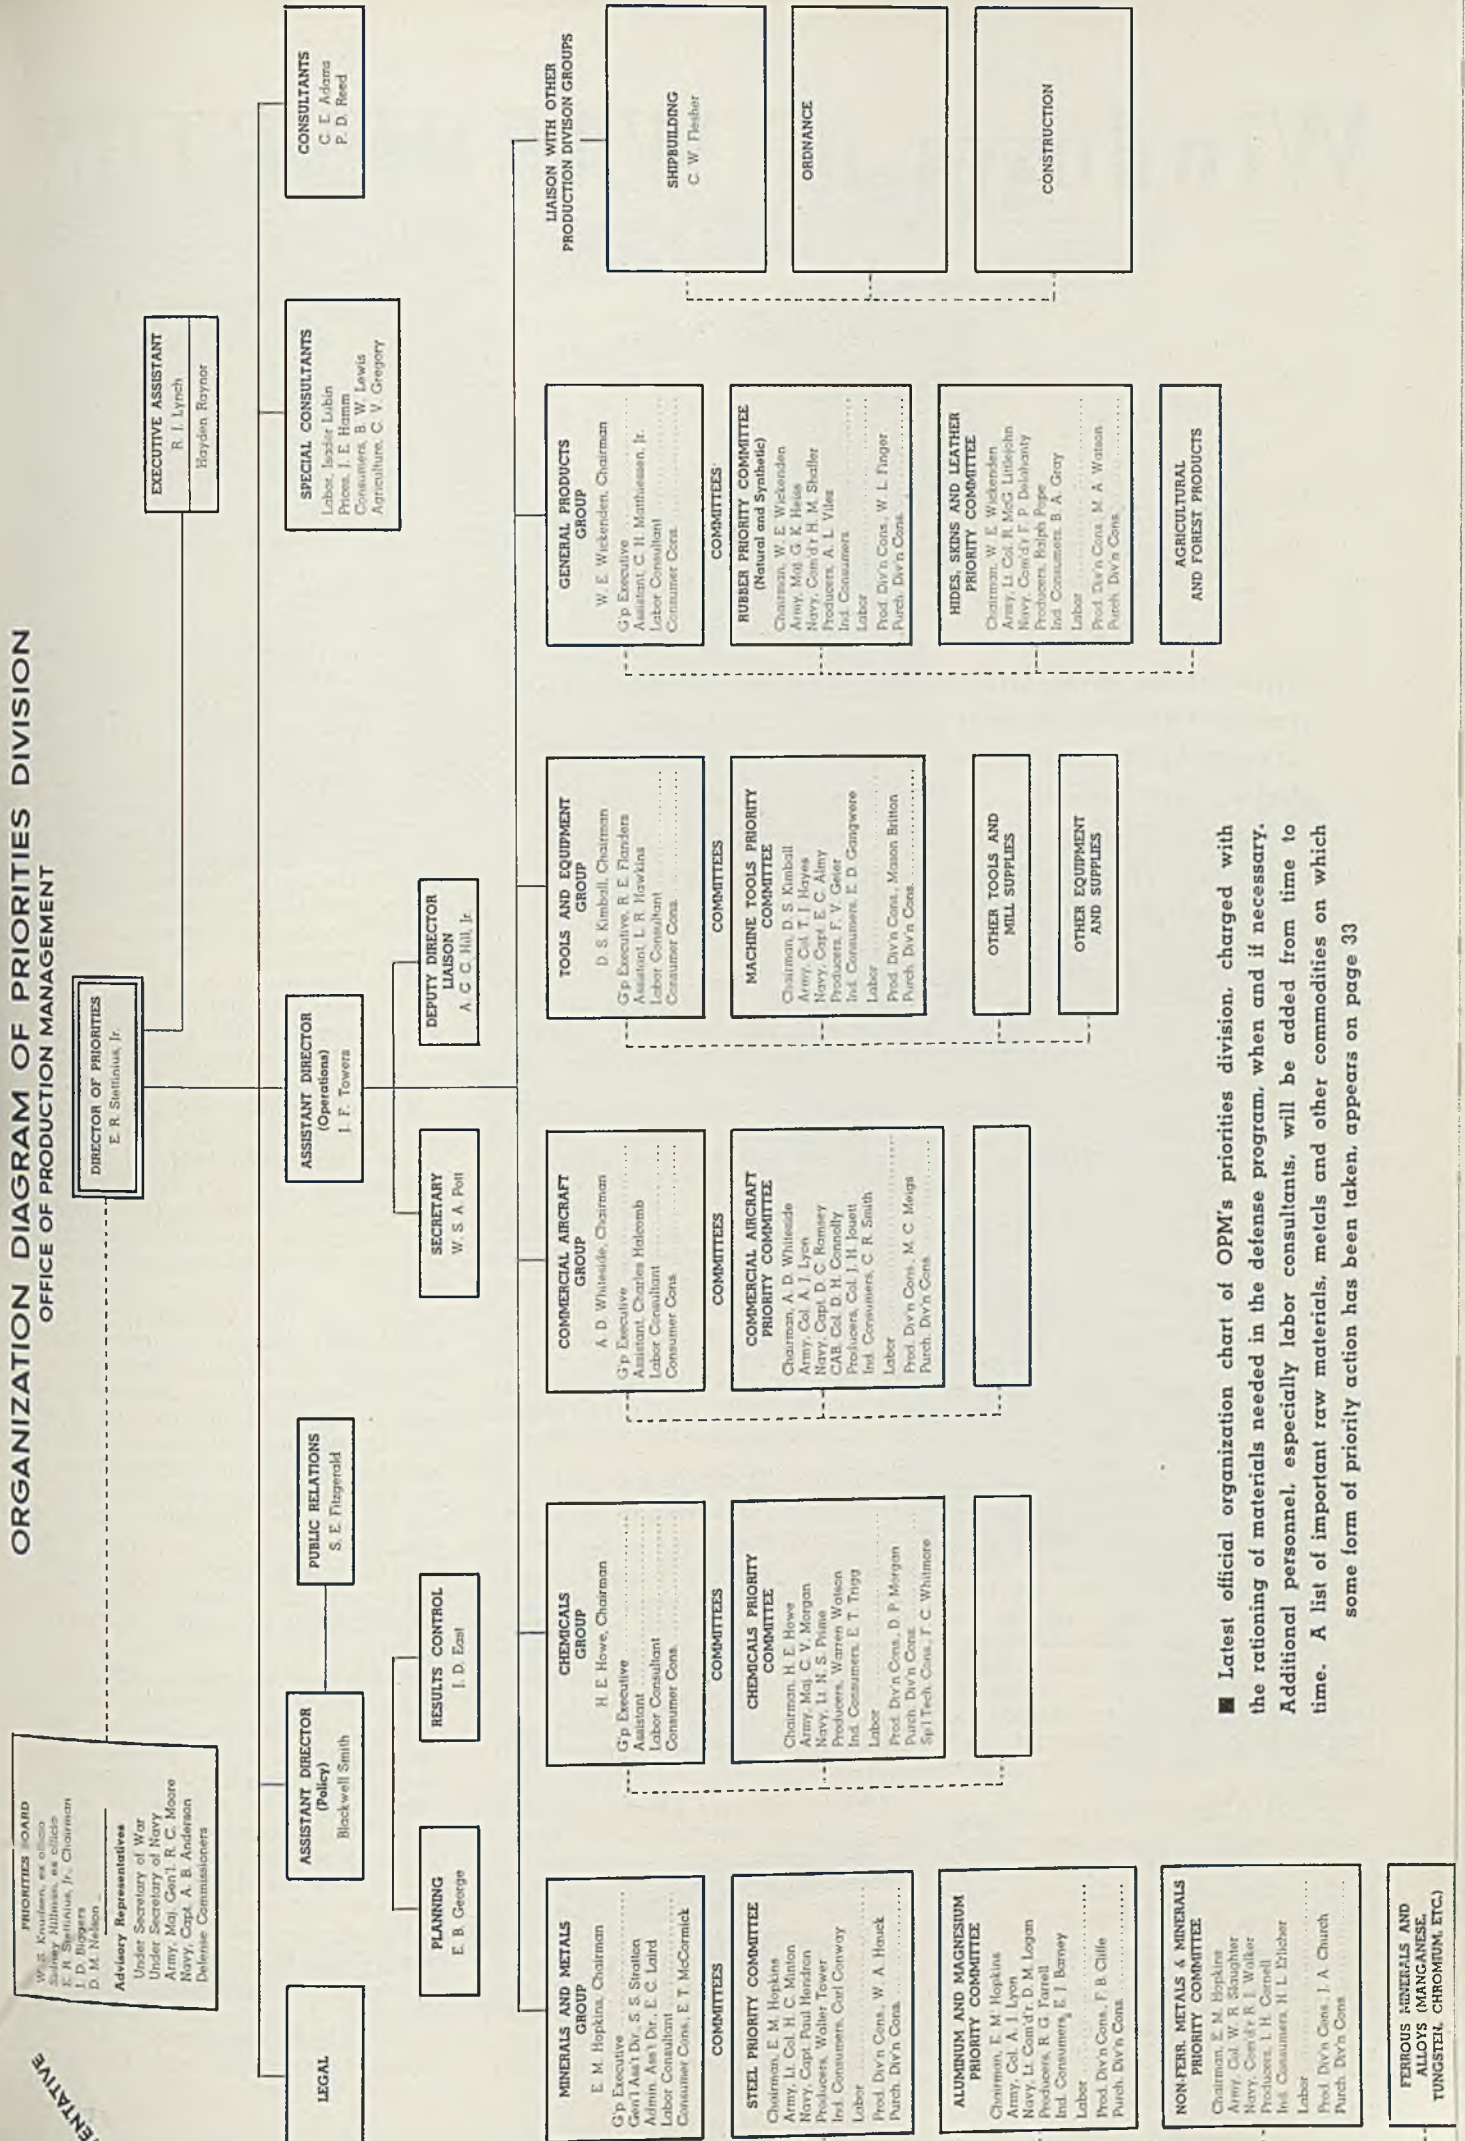 ORGANIZATION DIAGRAM OF PRIORITIES DIVISION
OFFICE OF PRODUCTION MANAGEMENT
ENTATIVE
PRIORITIES BOARD
W. S. Knudsen, ex officio
Sidney Hillman, ex officio
E. R. Stettinius, Jr., Chairman
J. D. Biggers
D. M. Nelson
Advisory Representatives
Under Secretary of War
Under Secretary of Navy
Army, Maj. Gen'l. R. C. Moore
Navy, Capt. A. B. Anderson
Defense Commissioners
DIRECTOR OF PRIORITIES
E. R. Stettinius, Jr.
EXECUTIVE ASSISTANT
R. J. Lynch
Hayden Raynor
LEGAL
ASSISTANT DIRECTOR
(Policy)
Blackwell Smith
PUBLIC RELATIONS
S. E. Fitzgerald
ASSISTANT DIRECTOR
(Operations)
J. F. Towers
SPECIAL CONSULTANTS
Labor, Isador Lubin
Prices, J. E. Hamm
Consumers, B. W. Lewis
Agriculture, C. V. Gregory
CONSULTANTS
C. E. Adams
P. D. Reed
PLANNING
E. B. George
RESULTS CONTROL
J. D. East
SECRETARY
W. S. A. Pott
DEPUTY DIRECTOR
LIAISON
A. C. C. Hill, Jr.
MINERALS AND METALS
GROUP
E. M. Hopkins, Chairman
G'p Executive
Gen'l Ass't Dir., S. S. Stratton
Admin. Ass't Dir., E. C. Laird
Labor Consultant
Consumer Cons., E. T. McCormick
COMMITTEES
STEEL PRIORITY COMMITTEE
Chairman, E. M. Hopkins
Army, Lt. Col. H. C. Minton
Navy, Capt. Paul Hendron
Producers, Walter Tower
Ind. Consumers, Carl Conway
Labor
Prod. Div'n Cons., W. A. Hauck
Purch. Div'n Cons.
ALUMINUM AND MAGNESIUM
PRIORITY COMMITTEE
Chairman, E. M. Hopkins
Army, Col. A. J. Lyon
Navy, Lt. Com'd'r. D. M. Logan
Producers, R. G. Farrell
Ind. Consumers, E. J. Barney
Labor
Prod. Div'n Cons., F. B. Cliffe
Purch. Div'n Cons.
NON-FERR. METALS & MINERALS
PRIORITY COMMITTEE
Chairman, E. M. Hopkins
Army, Col. W. R. Slaughter
Navy, Com'd'r R. J. Walker
Producers, I. H. Cornell
Ind. Consumers, H. L. Erlicher
Labor
Prod. Div'n Cons., J. A. Church
Purch. Div'n Cons.
FERROUS MINERALS AND
ALLOYS (MANGANESE,
TUNGSTEN, CHROMIUM, ETC.)
CHEMICALS
GROUP
H. E. Howe, Chairman
G'p Executive
Assistant
Labor Consultant
Consumer Cons.
COMMITTEES
CHEMICALS PRIORITY
COMMITTEE
Chairman, H. E. Howe
Army, Maj. C. V. Morgan
Navy, Lt. N. S. Prime
Producers, Warren Watson
Ind. Consumers, E. T. Trigg
Labor
Prod. Div'n Cons., D. P. Morgan
Purch. Div'n Cons.
Sp'l Tech. Cons., F. C. Whitmore
COMMERCIAL AIRCRAFT
GROUP
A. D. Whiteside, Chairman
G'p Executive
Assistant, Charles Halcomb
Labor Consultant
Consumer Cons.
COMMITTEES
COMMERCIAL AIRCRAFT
PRIORITY COMMITTEE
Chairman, A. D. Whiteside
Army, Col. A. J. Lyon
Navy, Capt. D. C. Ramsey
CAB, Col. D. H. Connolly
Producers, Col. J. H. Jouett
Ind. Consumers, C. R. Smith
Labor
Prod. Div'n Cons., M. C. Meigs
Purch. Div'n Cons.
TOOLS AND EQUIPMENT
GROUP
D. S. Kimball, Chairman
G'p Executive, R. E. Flanders
Assistant, L. R. Hawkins
Labor Consultant
Consumer Cons.
COMMITTEES
MACHINE TOOLS PRIORITY
COMMITTEE
Chairman, D. S. Kimball
Army, Col. T. J. Hayes
Navy, Capt. E. C. Almy
Producers, F. V. Geier
Ind. Consumers, E. D. Gangwere
Labor
Prod. Div'n Cons., Mason Britton
Purch. Div'n Cons.
OTHER TOOLS AND
MILL SUPPLIES
OTHER EQUIPMENT
AND SUPPLIES
GENERAL PRODUCTS
GROUP
W. E. Wickenden, Chairman
G'p Executive
Assistant, C. H. Matthiessen, Jr.
Labor Consultant
Consumer Cons.
COMMITTEES
RUBBER PRIORITY COMMITTEE
(Natural and Synthetic)
Chairman, W. E. Wickenden
Army, Maj. G. K. Heiss
Navy, Com'd'r H. M. Shaffer
Producers, A. L. Viles
Ind. Consumers
Labor
Prod. Div'n Cons., W. L. Finger
Purch. Div'n Cons.
HIDES, SKINS AND LEATHER
PRIORITY COMMITTEE
Chairman, W. E. Wickenden
Army, Lt. Col. R. McG. Littlejohn
Navy, Com'd'r F. P. Delahanty
Producers, Ralph Pope
Ind. Consumers, B. A. Gray
Labor
Prod. Div'n Cons., M. A. Watson
Purch. Div'n Cons.
AGRICULTURAL
AND FOREST PRODUCTS
LIAISON WITH OTHER
PRODUCTION DIVISON GROUPS
SHIPBUILDING
C. W. Flesher
ORDNANCE
CONSTRUCTION
■ Latest official organization chart of OPM's priorities division, charged with
the rationing of materials needed in the defense program, when and if necessary.
Additional personnel, especially labor consultants, will be added from time to
time. A list of important raw materials, metals and other commodities on which
some form of priority action has been taken, appears on page 33